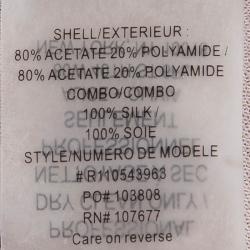 SHELL/EXTERIEUR :
80% ACETATE 20% POLYAMIDE /
80% ACETATE 20% POLYAMIDE
COMBO/COMBO
100% SILK /
100% SOIE
STYLE/NUMÉRO DE MODELE
# R110543963
PO# 103808
RN# 107677
Care on reverse